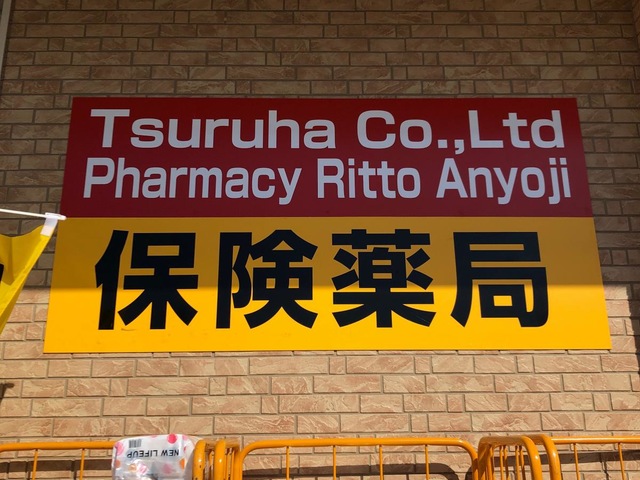 Tsuruha Co.,Ltd
Pharmacy Ritto Anyoji
保険薬局
NEW LIFEUP